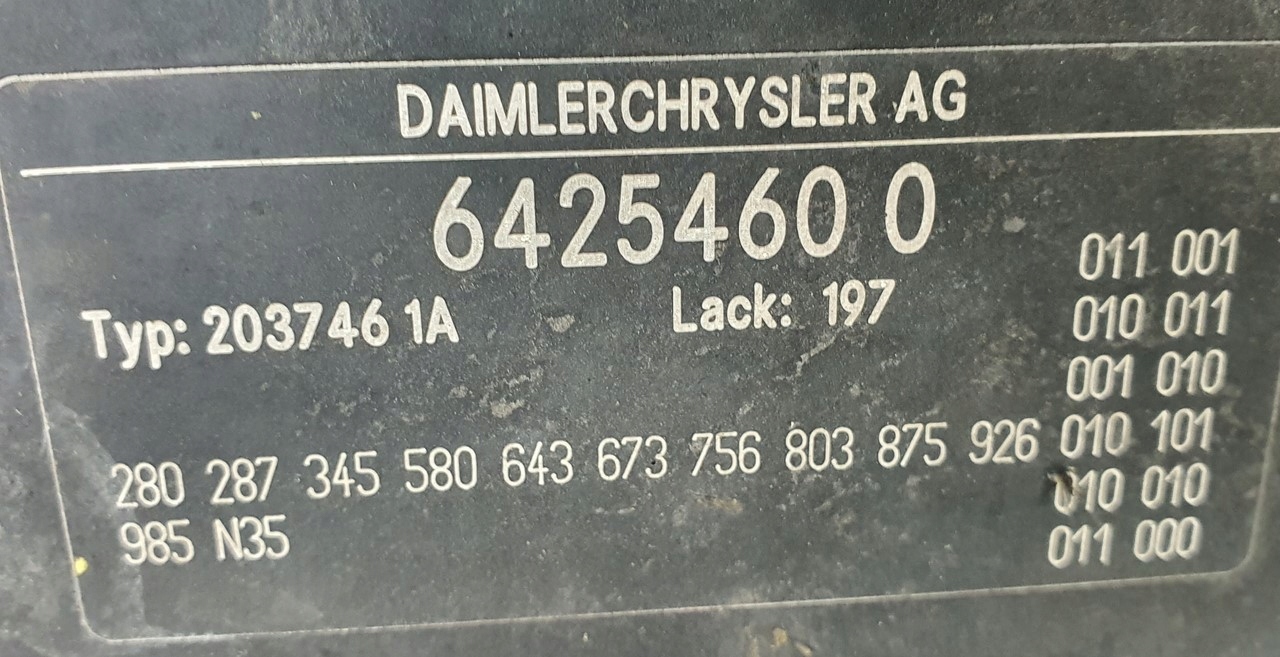 DAIMLERCHRYSLER AG
6425460 0
011 001
Typ: 203746 1A Lack: 197
010 011
001 010
280 287 345 580 643 673 756 803 875 926 010 101
985 N35
010 010
011 000